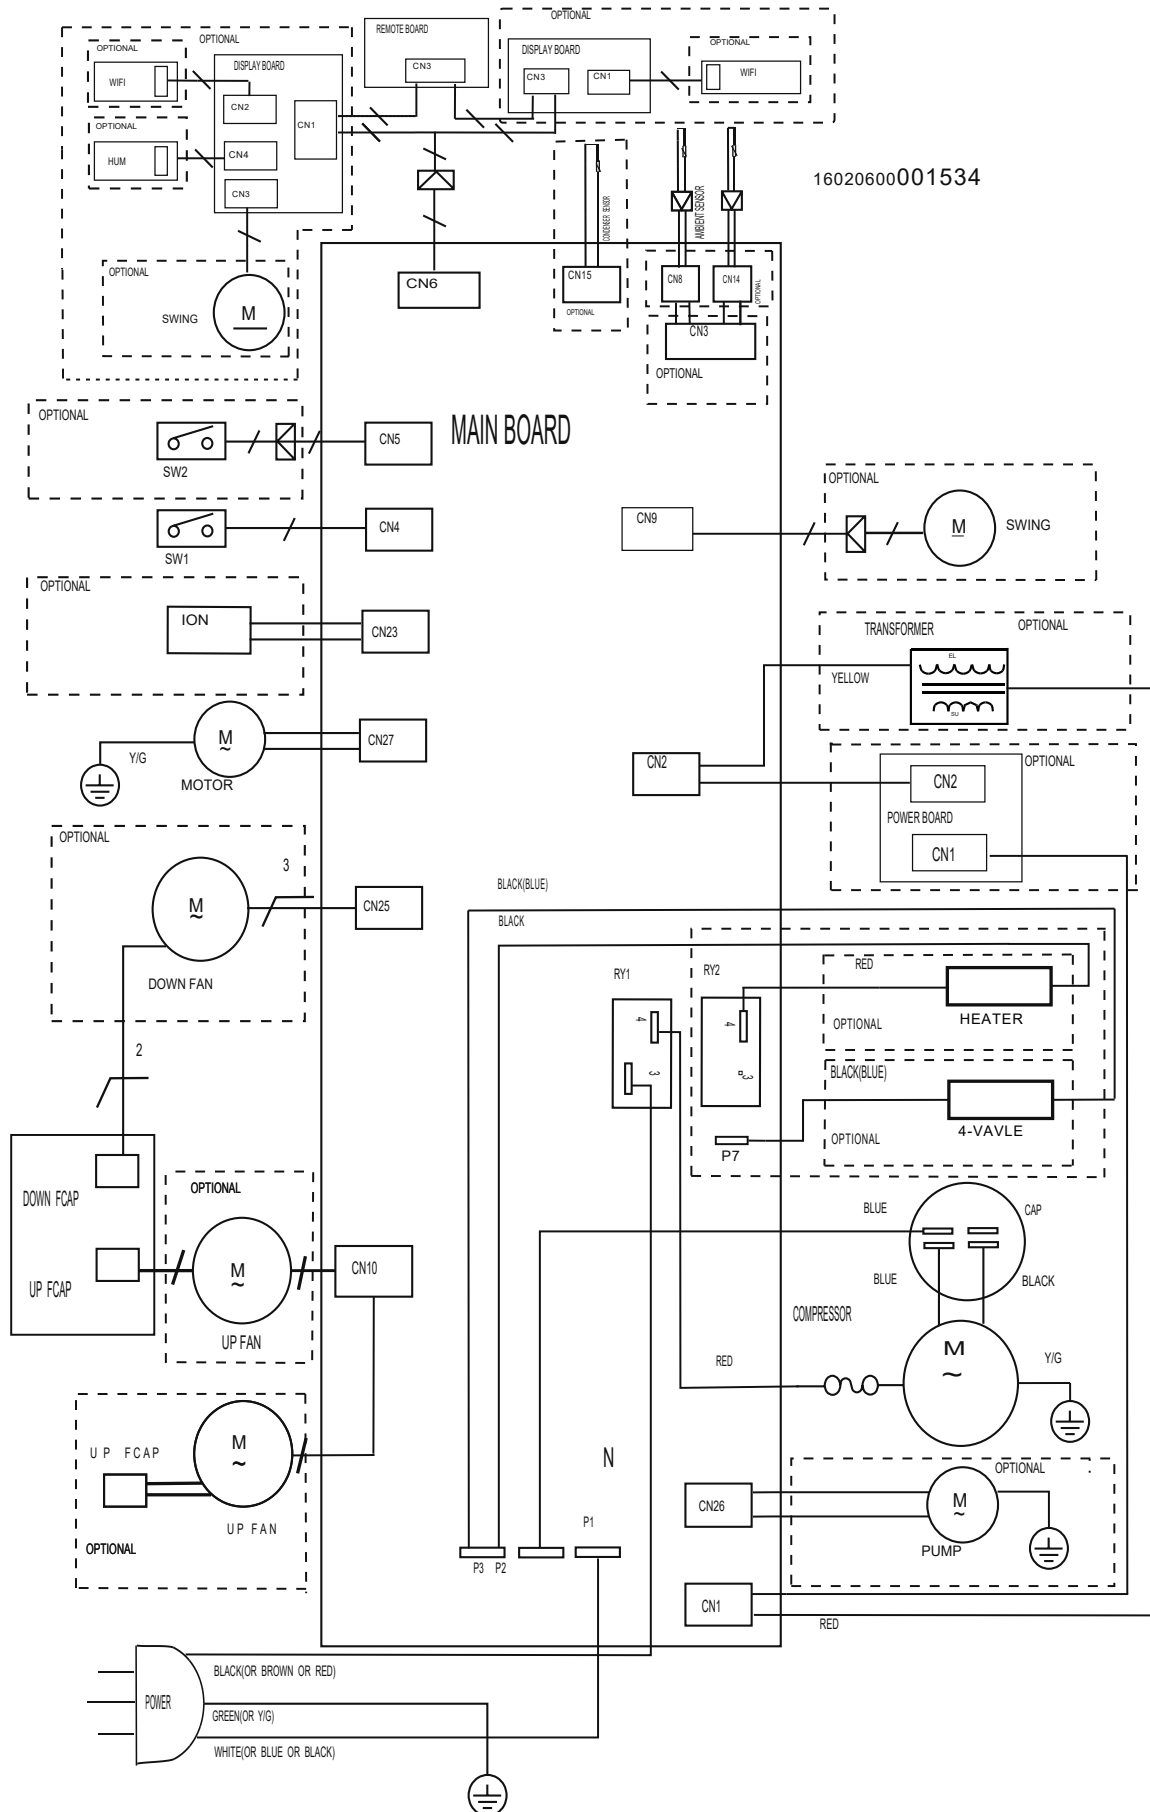 OPTIONAL
OPTIONAL
REMOTE BOARD
OPTIONAL
OPTIONAL
DISPLAY BOARD
CN3
DISPLAY BOARD
OPTIONAL
WIFI
CN3
CN1
WIFI
CN2
CN1
OPTIONAL
HUM
CN4
CN3
16020600001534
CONDENER SENSOR
AMBIENT SENSOR
OPTIONAL
CN6
CN15
OPTIONAL
CN8
CN14
OPTIONAL
SWING
M
CN3
OPTIONAL
OPTIONAL
MAIN BOARD
CN5
SW2
OPTIONAL
CN4
SW1
CN9
M
SWING
OPTIONAL
ION
CN23
TRANSFORMER
OPTIONAL
EL
YELLOW
SU
M
~
CN27
Y/G
MOTOR
CN2
OPTIONAL
CN2
POWER BOARD
CN1
OPTIONAL
3
M
~
CN25
DOWN FAN
BLACK(BLUE)
BLACK
RY1
RY2
RED
HEATER
OPTIONAL
4
4
3
3
2
BLACK(BLUE)
4-VAVLE
OPTIONAL
P7
DOWN FCAP
UP FCAP
OPTIONAL
M
~
UP FAN
CN10
BLUE
CAP
BLUE
BLACK
COMPRESSOR
M
~
RED
Y/G
UP FCAP
M
~
UP FAN
OPTIONAL
N
OPTIONAL
CN26
M
~
PUMP
P1
P3
P2
CN1
RED
POWER
BLACK(OR BROWN OR RED)
GREEN(OR Y/G)
WHITE(OR BLUE OR BLACK)